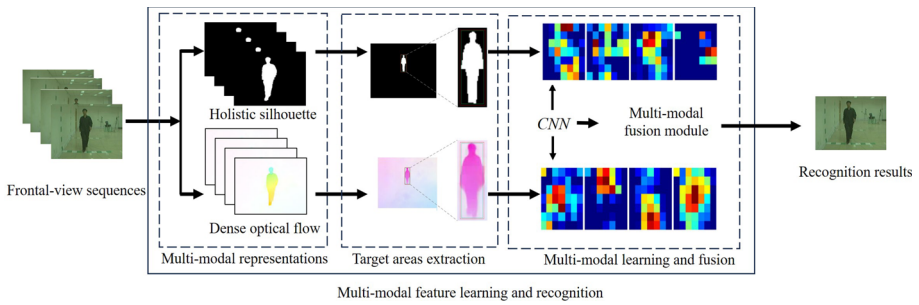 Frontal-view sequences
Holistic silhouette
Dense optical flow
Multi-modal representations
Target areas extraction
CNN
Multi-modal
fusion module
Multi-modal learning and fusion
Recognition results
Multi-modal feature learning and recognition